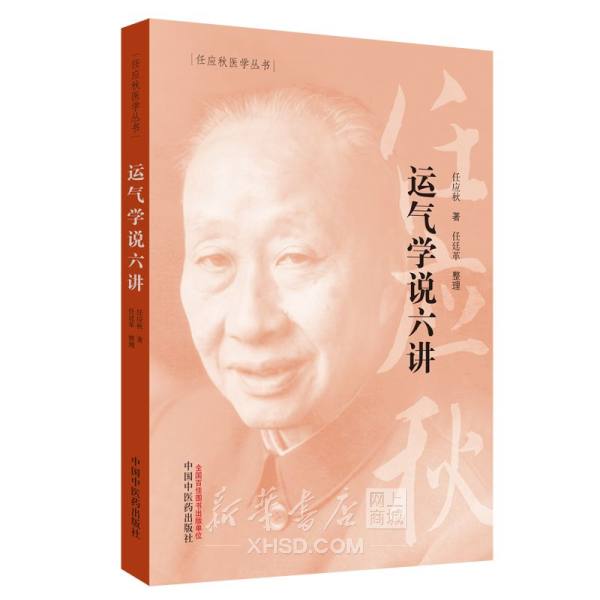 任应秋医学丛书
运气学说六讲
任应秋 著
任廷革 整理
中国中医药出版社
任应秋医学丛书
任应秋
运气学说六讲
任应秋 著 任廷革 整理
全国百佳图书出版单位
中国中医药出版社
新华书店 网上商城
XHSD.COM